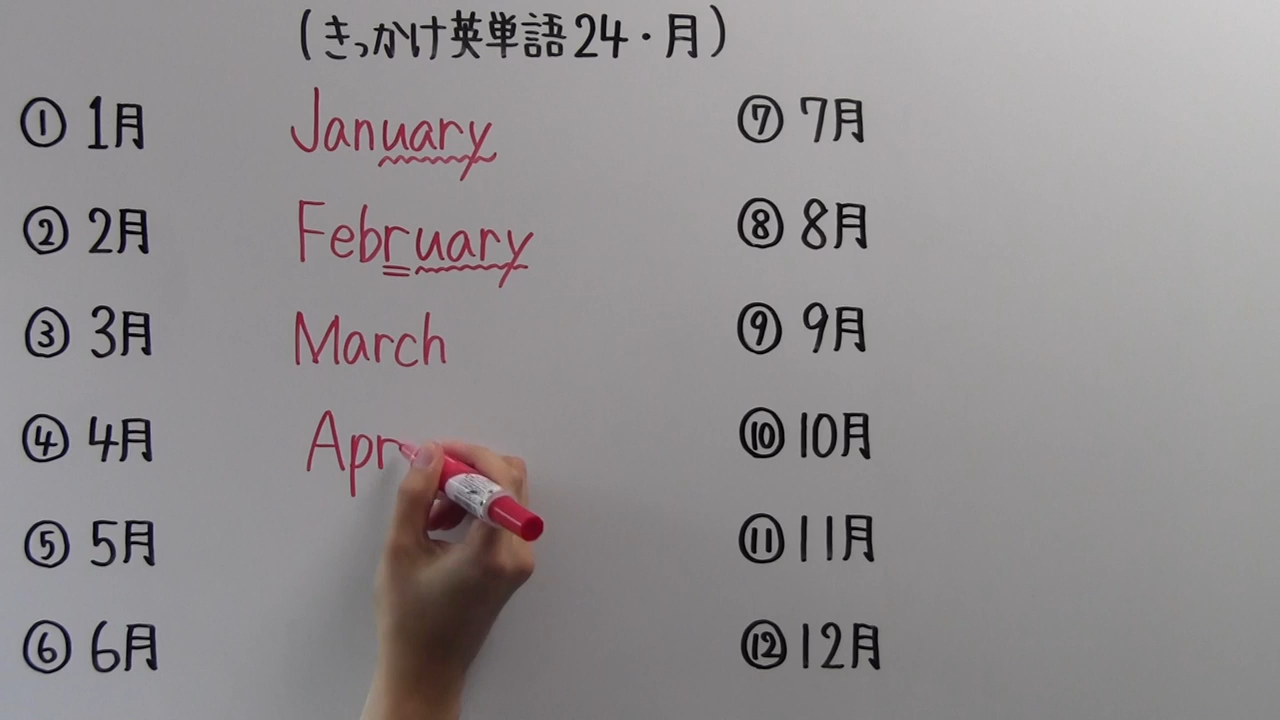 (きっかけ英単語24・月)
① 1月 January
② 2月 February
③ 3月 March
④ 4月 Apr
⑤ 5月
⑥ 6月
⑦ 7月
⑧ 8月
⑨ 9月
⑩ 10月
⑪ 11月
⑫ 12月